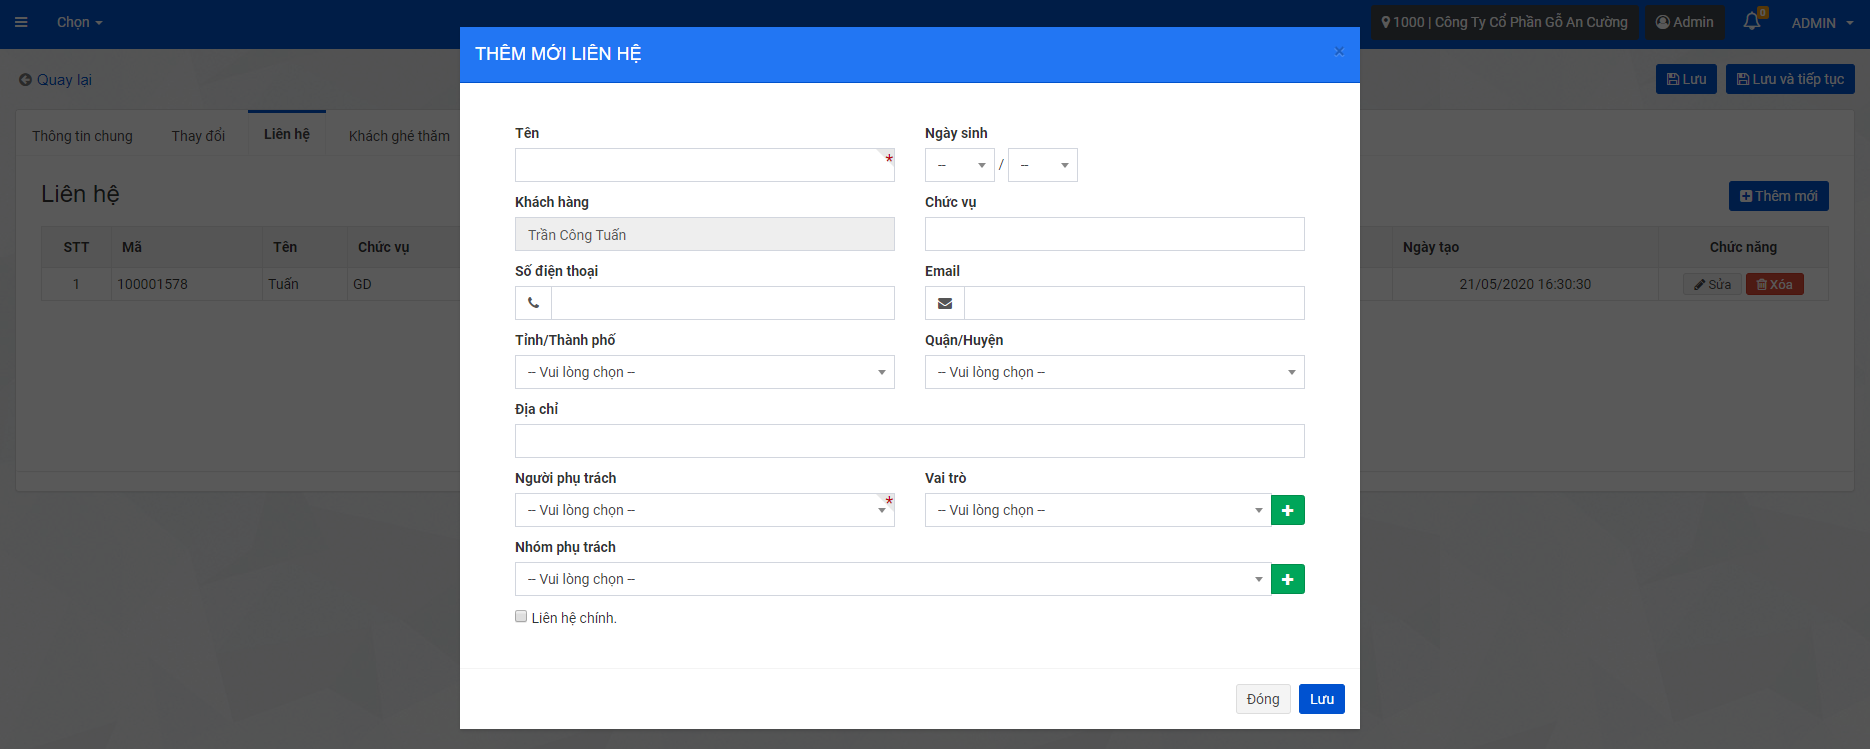 Chọn
1000 | Công Ty Cổ Phần Gỗ An Cường
Admin
0
ADMIN
THÊM MỚI LIÊN HỆ
×
Quay lại
Lưu
Lưu và tiếp tục
Thông tin chung
Thay đổi
Liên hệ
Khách ghé thăm
Liên hệ
Thêm mới
STT Mã Tên Chức vụ Ngày tạo Chức năng
1 100001578 Tuấn GD 21/05/2020 16:30:30 Sửa Xóa
Tên
Ngày sinh
*
-- / --
Khách hàng
Chức vụ
Trần Công Tuấn
Số điện thoại
Email
Tỉnh/Thành phố
Quận/Huyện
-- Vui lòng chọn --
-- Vui lòng chọn --
Địa chỉ
Người phụ trách
Vai trò
-- Vui lòng chọn -- *
-- Vui lòng chọn --
Nhóm phụ trách
-- Vui lòng chọn --
Liên hệ chính.
Đóng
Lưu